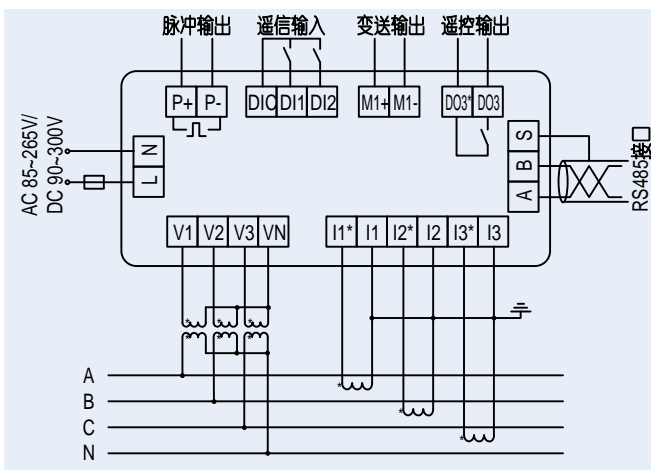 脉冲输出 遥信输入 变送输出 遥控输出
P+ P- DIC DI1 DI2 M1+ M1- DO3* DO3
AC 85~265V/
DC 90~300V
N
L
S
B
A
RS485接口
V1 V2 V3 VN I1* I1 I2* I2 I3* I3
* * *
* * *
A
*
B
*
C
*
N